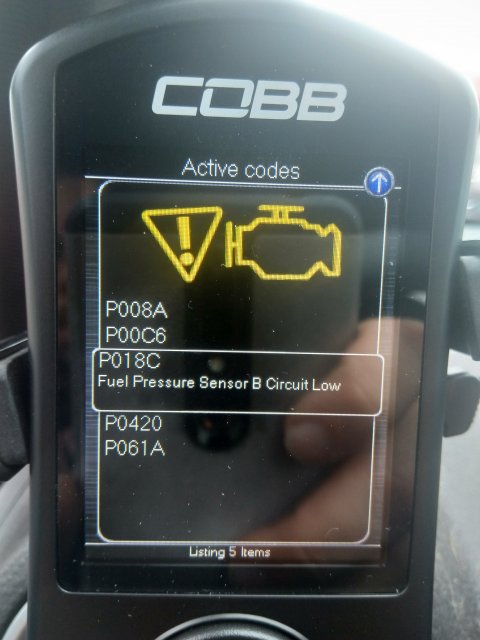 COBB
Active codes
P008A
P00C6
P018C
Fuel Pressure Sensor B Circuit Low
P0420
P061A
Listing 5 Items